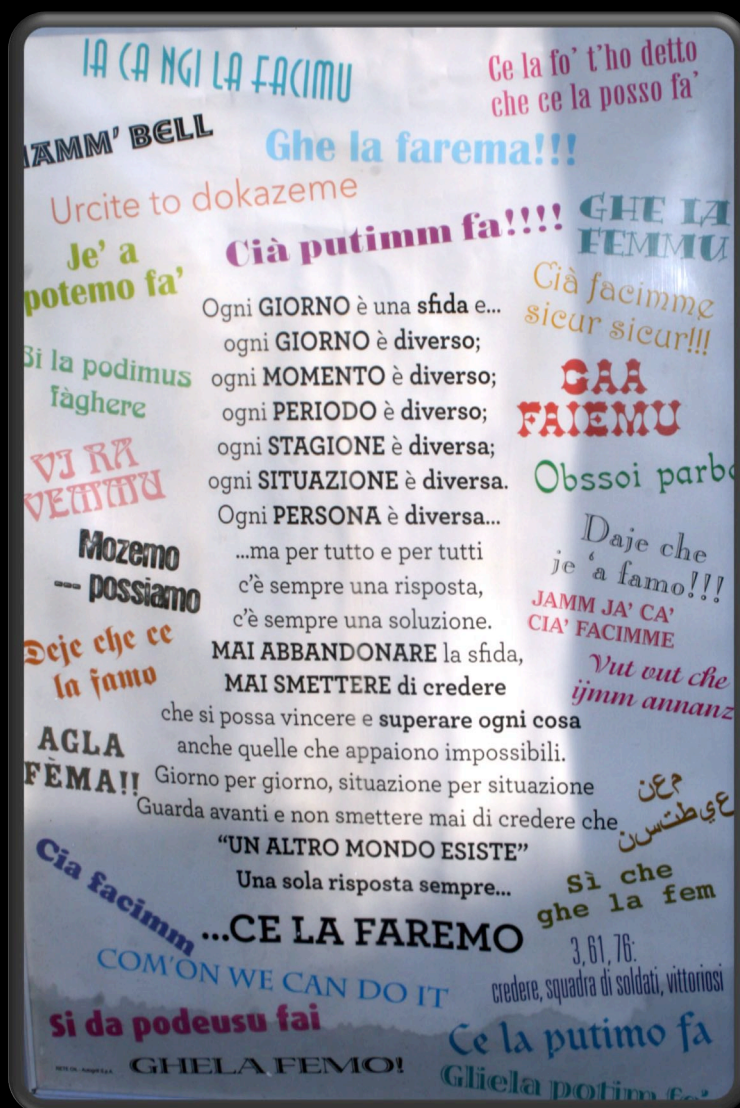 IA CA NGI LA FACIMU
Ce la fo' t'ho detto
che ce la posso fa'
IAMM' BELL
Ghe la farema!!!
Urcite to dokazeme
GHE LA
FEMMU
Cià putimm fa!!!!
Je' a
potemo fa'
Cià facimme
sicur sicur!!!
Ogni GIORNO è una sfida e...
ogni GIORNO è diverso;
ogni MOMENTO è diverso;
ogni PERIODO è diverso;
ogni STAGIONE è diversa;
ogni SITUAZIONE è diversa.
Ogni PERSONA è diversa...
...ma per tutto e per tutti
c'è sempre una risposta,
c'è sempre una soluzione.
MAI ABBANDONARE la sfida,
MAI SMETTERE di credere
che si possa vincere e superare ogni cosa
anche quelle che appaiono impossibili.
Giorno per giorno, situazione per situazione
Guarda avanti e non smettere mai di credere che
"UN ALTRO MONDO ESISTE"
Una sola risposta sempre...
...CE LA FAREMO
Si la podimus
fàghere
VI RA
VEMMU
Mozemo
--- possiamo
Deje che ce
la famo
AGLA
FÈMA!!
Cia facimm
CAA
FAIEMU
Obssoi parbo
Daje che
je 'a famo!!!
JAMM JA' CA'
CIA' FACIMME
Vut vut che
ijmm annanz
ن ع م
ع ي ط ت س ن
Sì che
ghe la fem
3, 61, 76:
credere, squadra di soldati, vittoriosi
COM'ON WE CAN DO IT
Si da podeusu fai
Ce la putimo fa
GHELA FEMO!
Gliela potim fa'